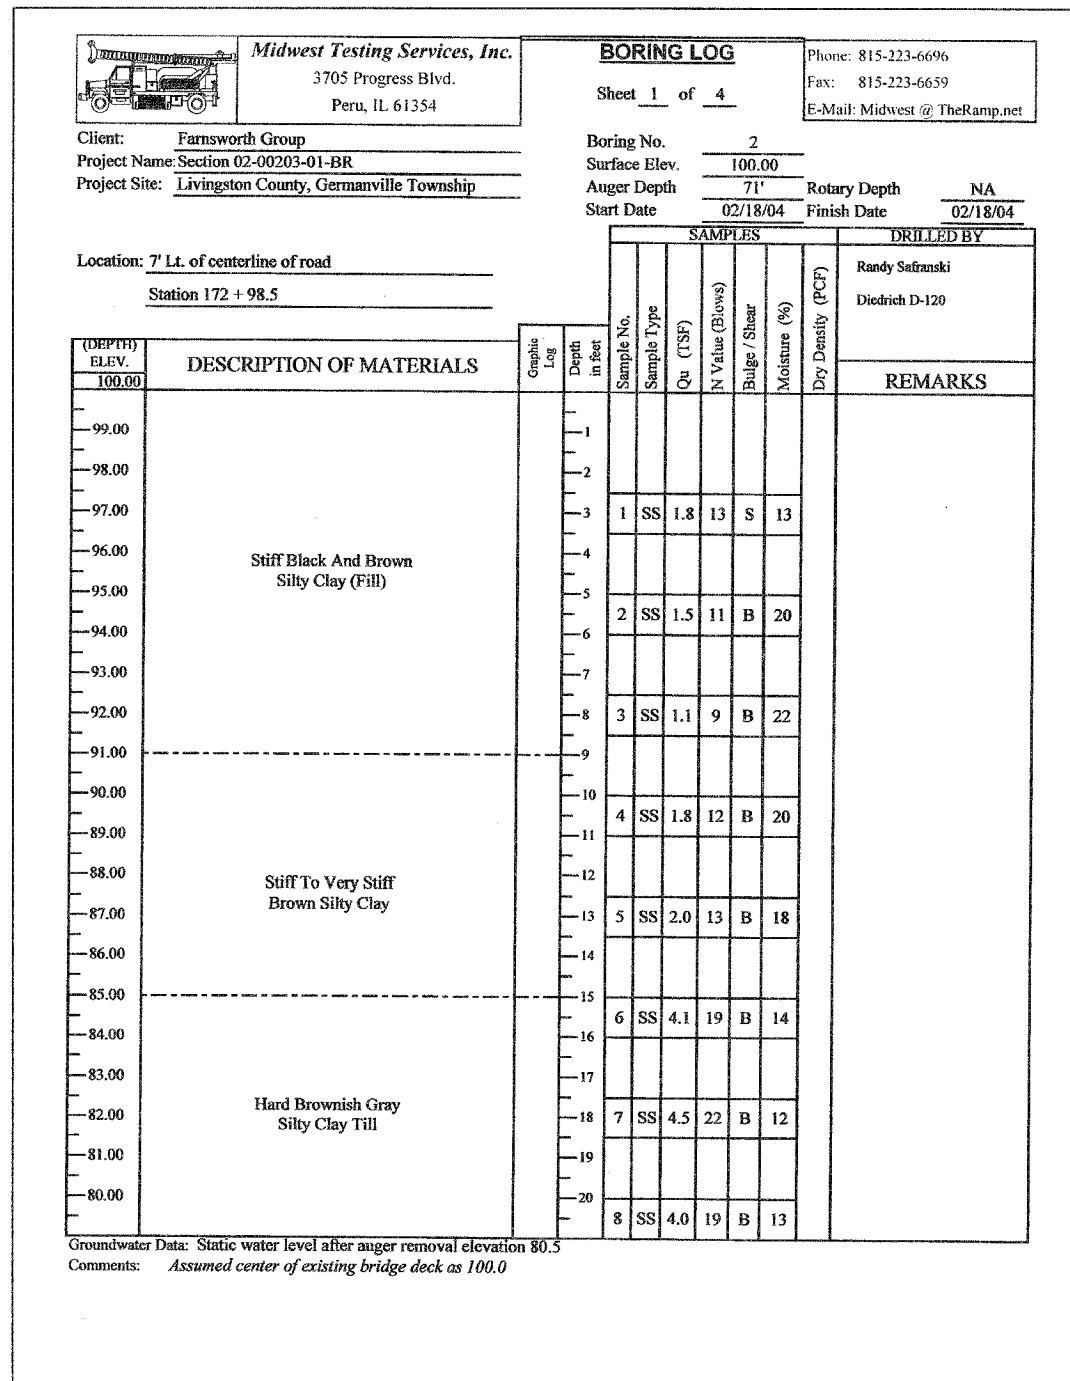 Midwest Testing Services, Inc.
3705 Progress Blvd.
Peru, IL 61354
BORING LOG
Sheet 1 of 4
Phone: 815-223-6696
Fax: 815-223-6659
E-Mail: Midwest @ TheRamp.net
Client: Farnsworth Group
Project Name: Section 02-00203-01-BR
Project Site: Livingston County, Germanville Township
Boring No. 2
Surface Elev. 100.00
Auger Depth 71' Rotary Depth NA
Start Date 02/18/04 Finish Date 02/18/04
Location: 7' Lt. of centerline of road
Station 172 + 98.5
SAMPLES
DRILLED BY
Randy Safranski
Diedrich D-120
(DEPTH)
ELEV.
100.00
DESCRIPTION OF MATERIALS
Graphic
Log
Depth
in feet
Sample No.
Sample Type
Qu (TSF)
N Value (Blows)
Bulge / Shear
Moisture (%)
Dry Density (PCF)
REMARKS
99.00 1
98.00 2
97.00 3 1 SS 1.8 13 S 13
96.00 4
Stiff Black And Brown
Silty Clay (Fill)
95.00 5
2 SS 1.5 11 B 20
94.00 6
93.00 7
92.00 8 3 SS 1.1 9 B 22
91.00 9
90.00 10
4 SS 1.8 12 B 20
89.00 11
88.00 12
Stiff To Very Stiff
Brown Silty Clay
87.00 13 5 SS 2.0 13 B 18
86.00 14
85.00 15
6 SS 4.1 19 B 14
84.00 16
83.00 17
Hard Brownish Gray
Silty Clay Till
82.00 18 7 SS 4.5 22 B 12
81.00 19
80.00 20
8 SS 4.0 19 B 13
Groundwater Data: Static water level after auger removal elevation 80.5
Comments: Assumed center of existing bridge deck as 100.0